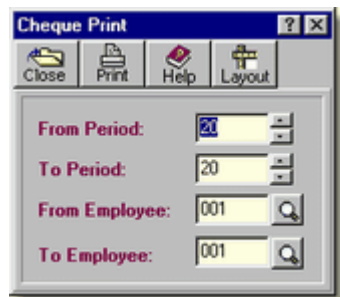 Cheque Print
Close Print Help Layout
From Period: 20
To Period: 20
From Employee: 001
To Employee: 001